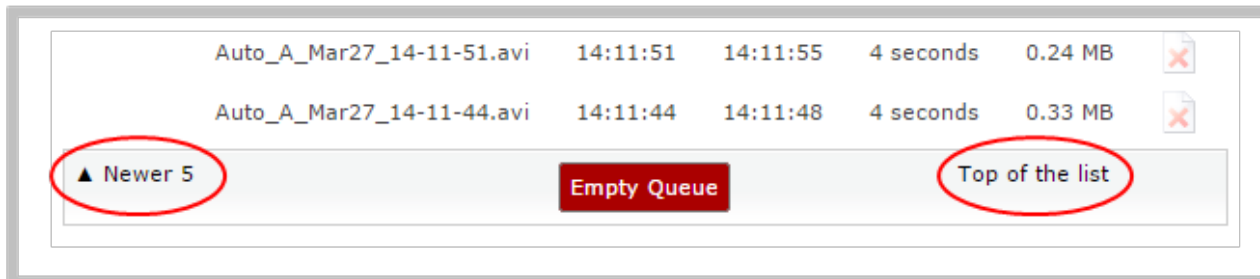 Auto_A_Mar27_14-11-51.avi 14:11:51 14:11:55 4 seconds 0.24 MB
Auto_A_Mar27_14-11-44.avi 14:11:44 14:11:48 4 seconds 0.33 MB
▲ Newer 5 Empty Queue Top of the list